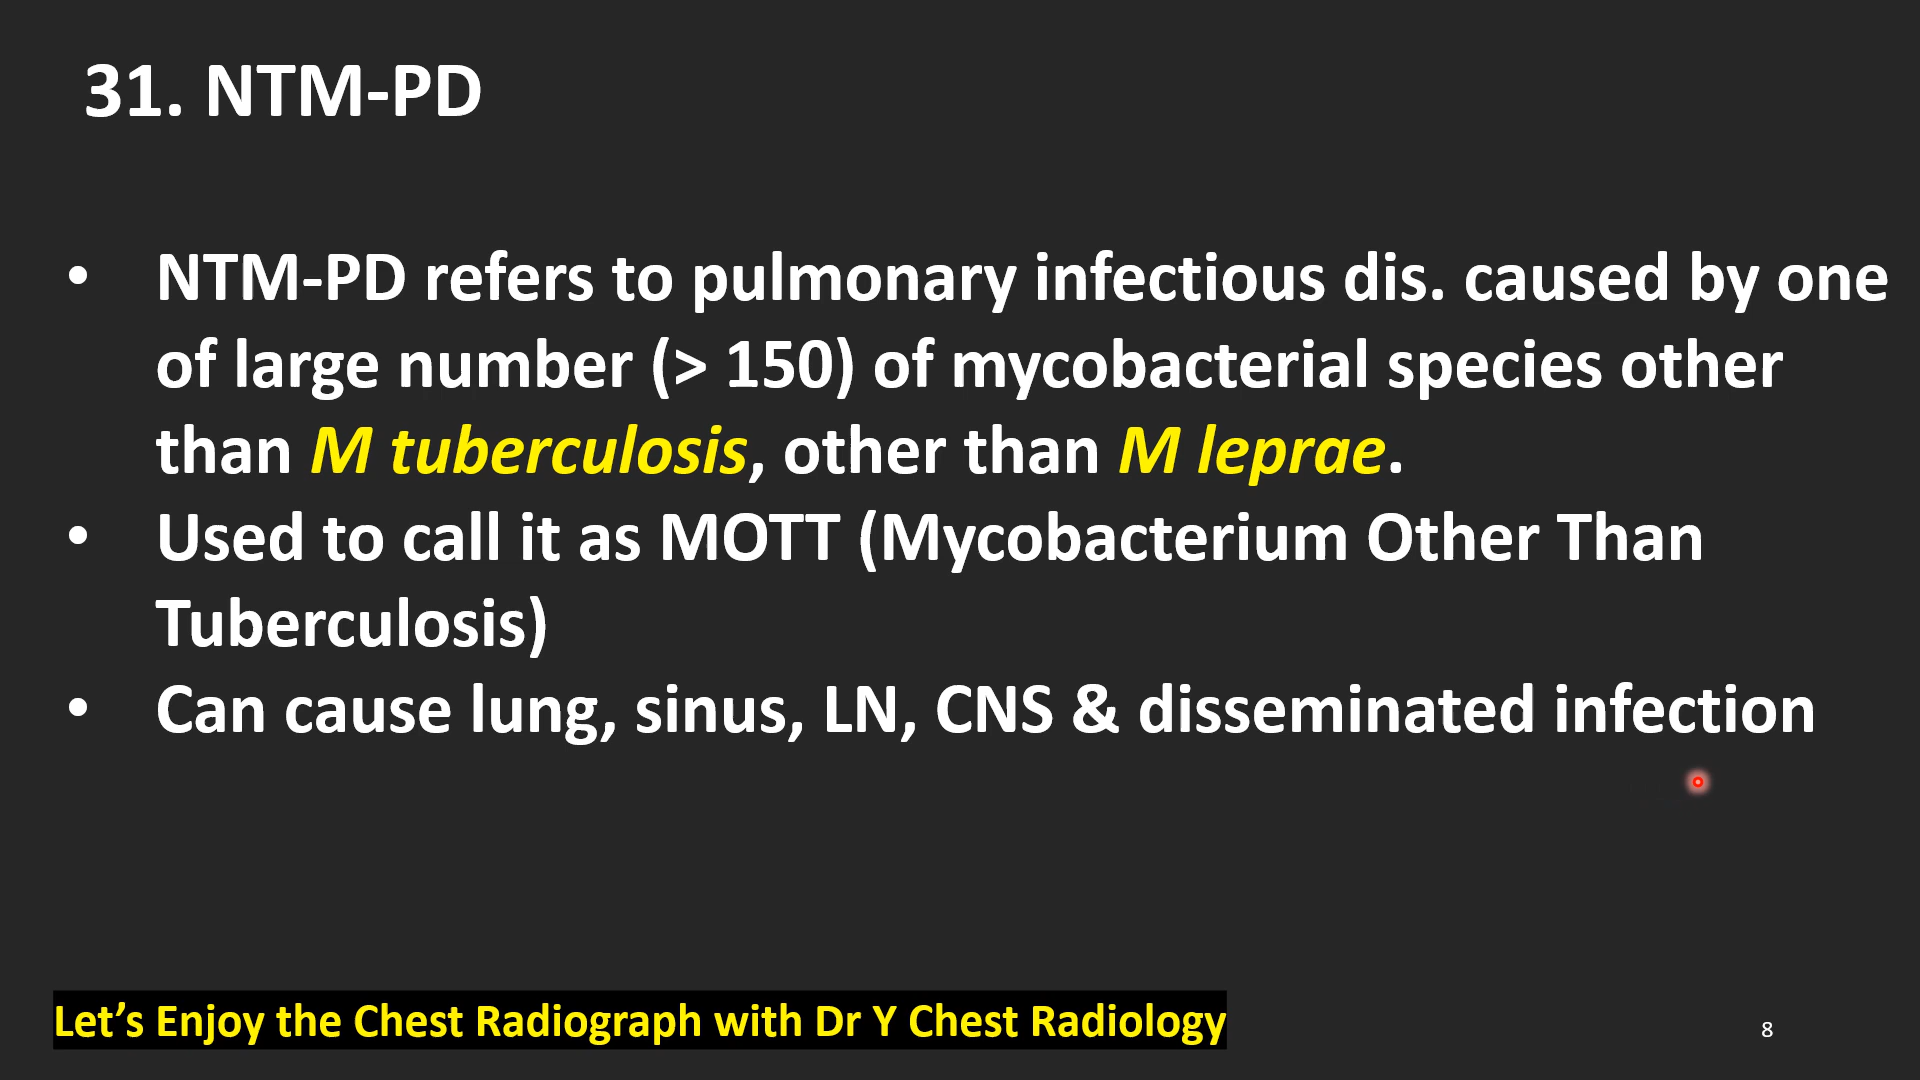 31. NTM-PD
• NTM-PD refers to pulmonary infectious dis. caused by one
of large number (> 150) of mycobacterial species other
than M tuberculosis, other than M leprae.
• Used to call it as MOTT (Mycobacterium Other Than
Tuberculosis)
• Can cause lung, sinus, LN, CNS & disseminated infection
Let’s Enjoy the Chest Radiograph with Dr Y Chest Radiology
8